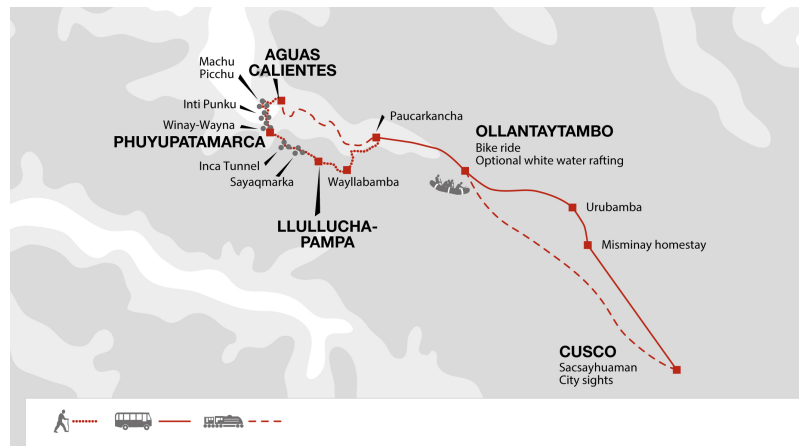 Machu
Picchu
AGUAS
CALIENTES
Inti Punku
Winay-Wayna
PHUYUPATAMARCA
Inca Tunnel
Sayaqmarka
LLULLUCHA-
PAMPA
Wayllabamba
Paucarkancha
OLLANTAYTAMBO
Bike ride
Optional white water rafting
Urubamba
Misminay homestay
CUSCO
Sacsayhuaman
City sights